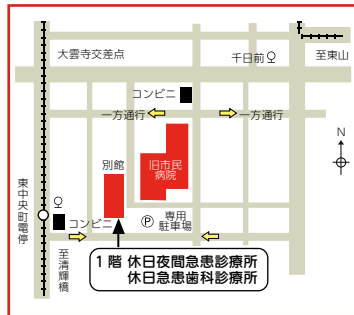 大雲寺交差点
千日前
至東山
コンビニ
一方通行
一方通行
N
別館
旧市民
病院
東中央町電停
コンビニ
P
専用
駐車場
至清輝橋
1階 休日夜間急患診療所
休日急患歯科診療所